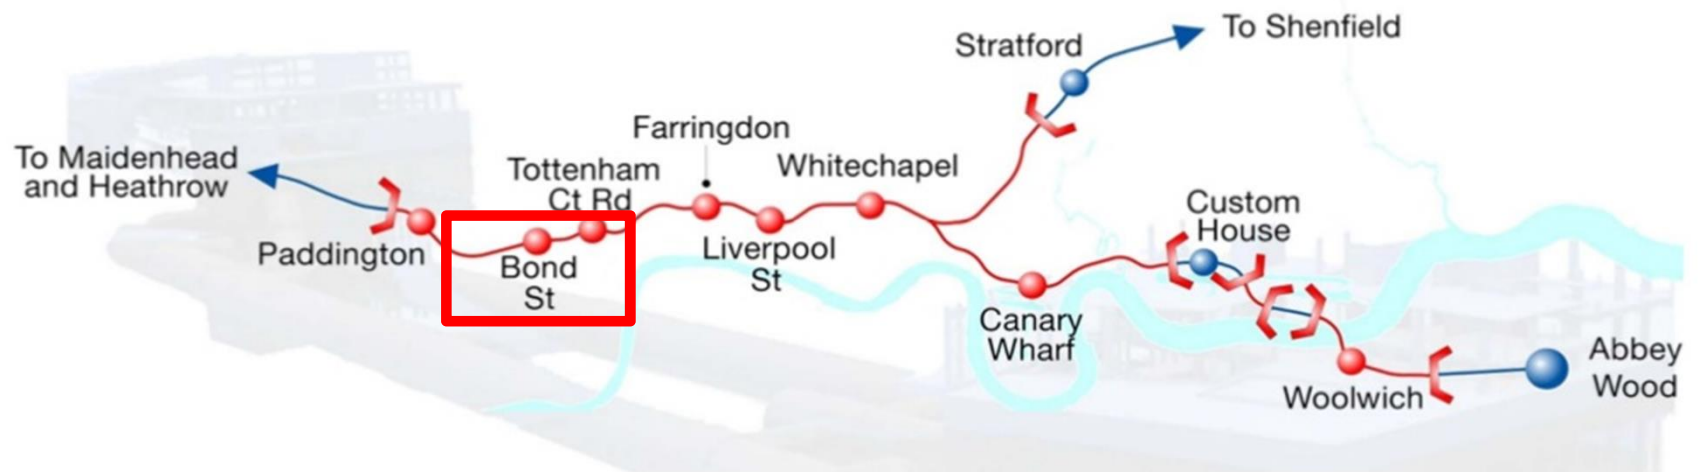 Stratford
To Shenfield
Farringdon
To Maidenhead
and Heathrow
Tottenham
Ct Rd
Whitechapel
Custom
House
Paddington
Bond
St
Liverpool
St
Canary
Wharf
Woolwich
Abbey
Wood